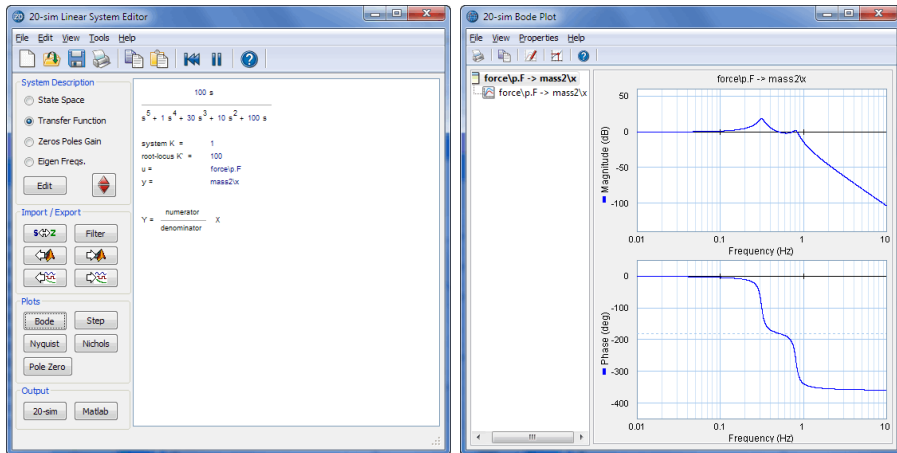 20-sim Linear System Editor
File Edit View Tools Help
System Description
State Space
Transfer Function
Zeros Poles Gain
Eigen Freqs.
Edit
Import / Export
S⇔Z Filter
Plots
Bode Step
Nyquist Nichols
Pole Zero
Output
20-sim Matlab
100 s
s^5 + 1 s^4 + 30 s^3 + 10 s^2 + 100 s
system K = 1
root-locus K' = 100
u = force\p.F
y = mass2\x
numerator
Y = X
denominator
20-sim Bode Plot
File View Properties Help
force\p.F -> mass2\x
force\p.F -> mass2\x
force\p.F -> mass2\x
50
0
-50
-100
Magnitude (dB)
0.01 0.1 1 10
Frequency (Hz)
0
-100
-200
-300
-400
Phase (deg)
0.01 0.1 1 10
Frequency (Hz)